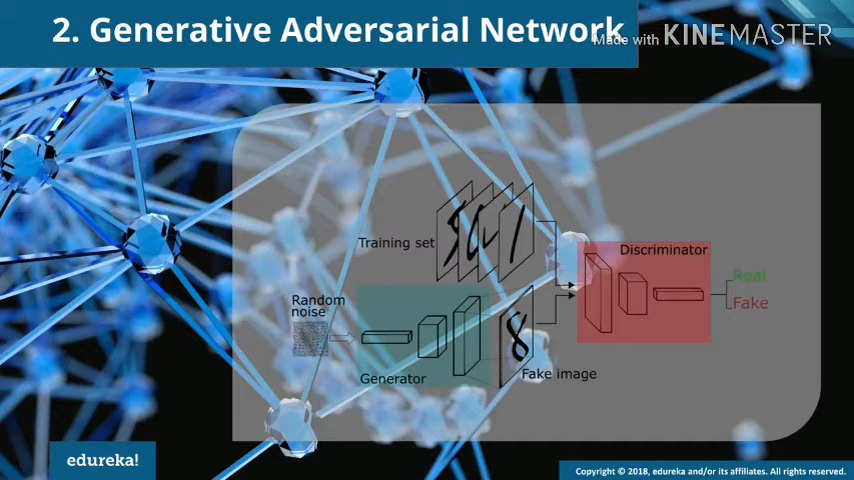 2. Generative Adversarial Network
Made with KINEMASTER
Training set
Discriminator
Real
Fake
Random
noise
Generator
8
Fake image
edureka!
Copyright © 2018, edureka and/or its affiliates. All rights reserved.